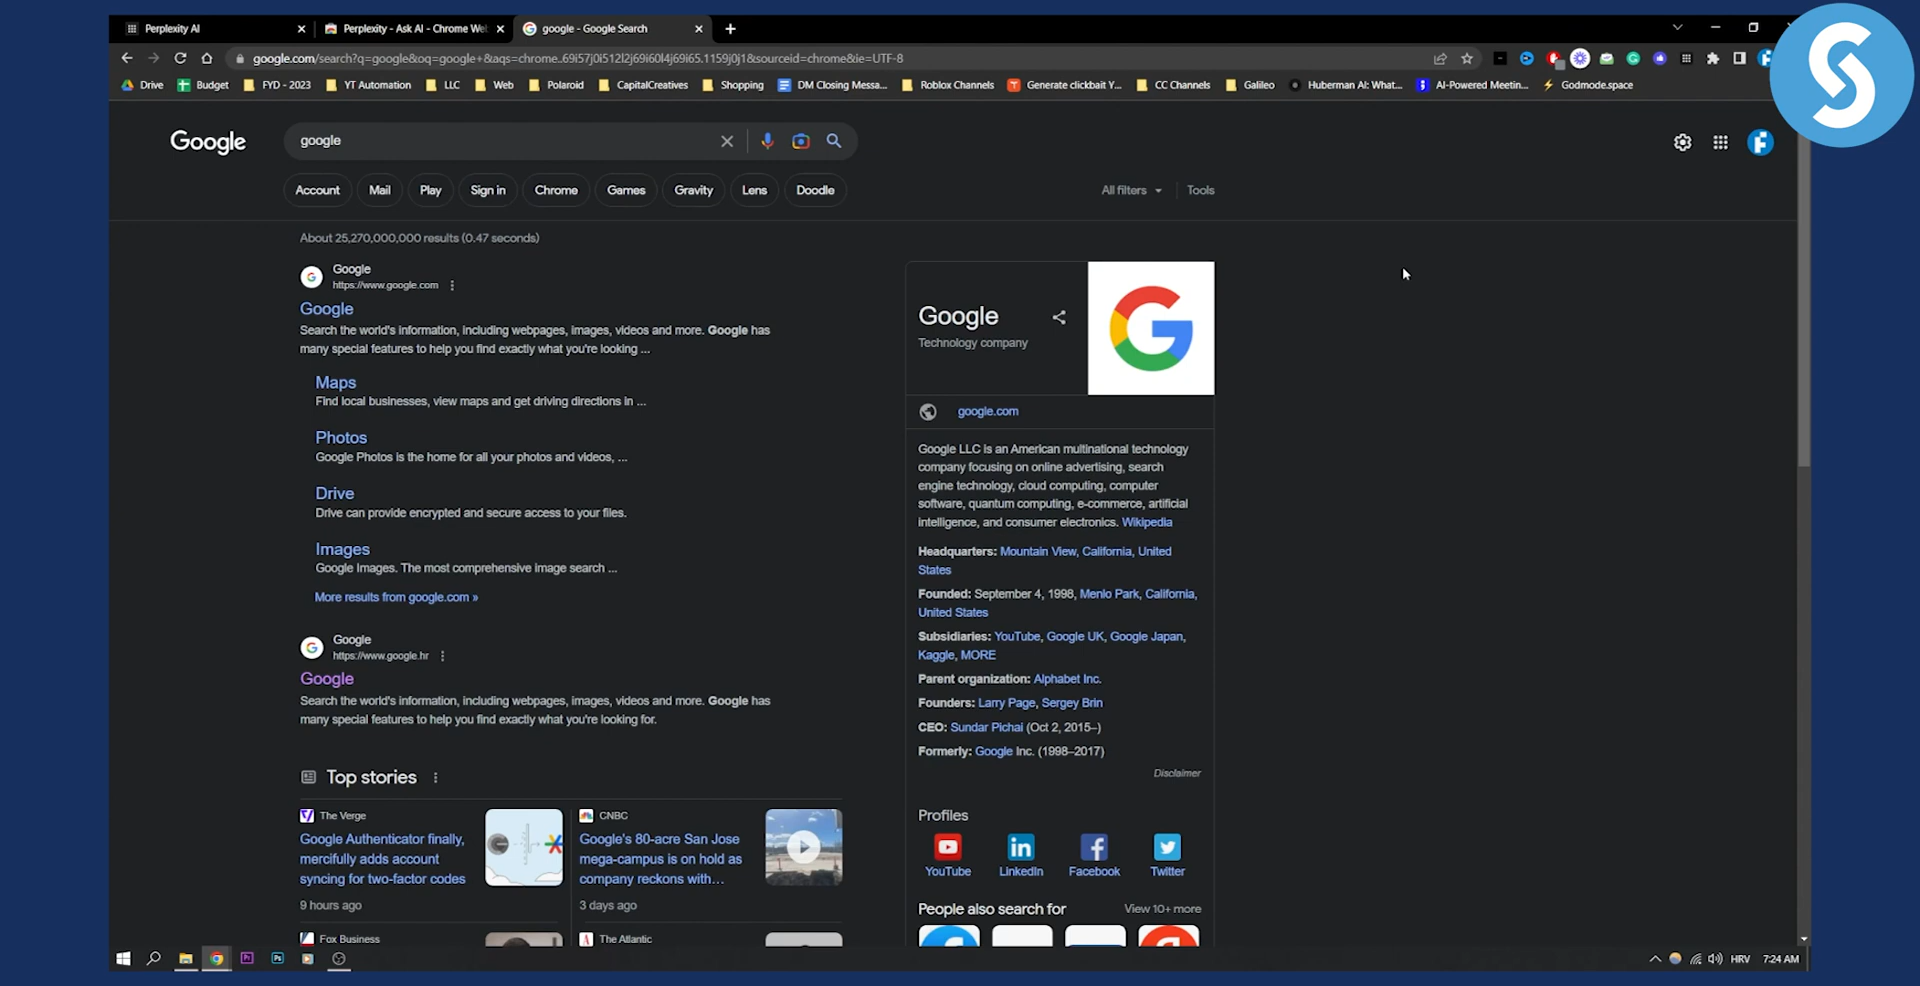 Perplexity AI
Perplexity - Ask AI - Chrome Wel
google - Google Search
google.com/search?q=google&oq=google+&aqs=chrome..69i57j0i512l2j69i60l4j69i65.1159j0j1&sourceid=chrome&ie=UTF-8
Drive
Budget
FYD - 2023
YT Automation
LLC
Web
Polaroid
CapitalCreatives
Shopping
DM Closing Messa...
Roblox Channels
Generate clickbait Y...
CC Channels
Galileo
Huberman AI: What...
AI-Powered Meetin...
Godmode.space
Google
google
Account
Mail
Play
Sign in
Chrome
Games
Gravity
Lens
Doodle
All filters
Tools
About 25,270,000,000 results (0.47 seconds)
Google
https://www.google.com
Google
Search the world's information, including webpages, images, videos and more. Google has
many special features to help you find exactly what you're looking ...
Maps
Find local businesses, view maps and get driving directions in ...
Photos
Google Photos is the home for all your photos and videos, ...
Drive
Drive can provide encrypted and secure access to your files.
Images
Google Images. The most comprehensive image search ...
More results from google.com »
Google
https://www.google.hr
Google
Search the world's information, including webpages, images, videos and more. Google has
many special features to help you find exactly what you're looking for.
Top stories
The Verge
Google Authenticator finally,
mercifully adds account
syncing for two-factor codes
9 hours ago
CNBC
Google's 80-acre San Jose
mega-campus is on hold as
company reckons with...
3 days ago
Fox Business
The Atlantic
Google
Technology company
google.com
Google LLC is an American multinational technology
company focusing on online advertising, search
engine technology, cloud computing, computer
software, quantum computing, e-commerce, artificial
intelligence, and consumer electronics. Wikipedia
Headquarters: Mountain View, California, United
States
Founded: September 4, 1998, Menlo Park, California,
United States
Subsidiaries: YouTube, Google UK, Google Japan,
Kaggle, MORE
Parent organization: Alphabet Inc.
Founders: Larry Page, Sergey Brin
CEO: Sundar Pichai (Oct 2, 2015–)
Formerly: Google Inc. (1998–2017)
Disclaimer
Profiles
YouTube
LinkedIn
Facebook
Twitter
People also search for
View 10+ more
HRV
7:24 AM